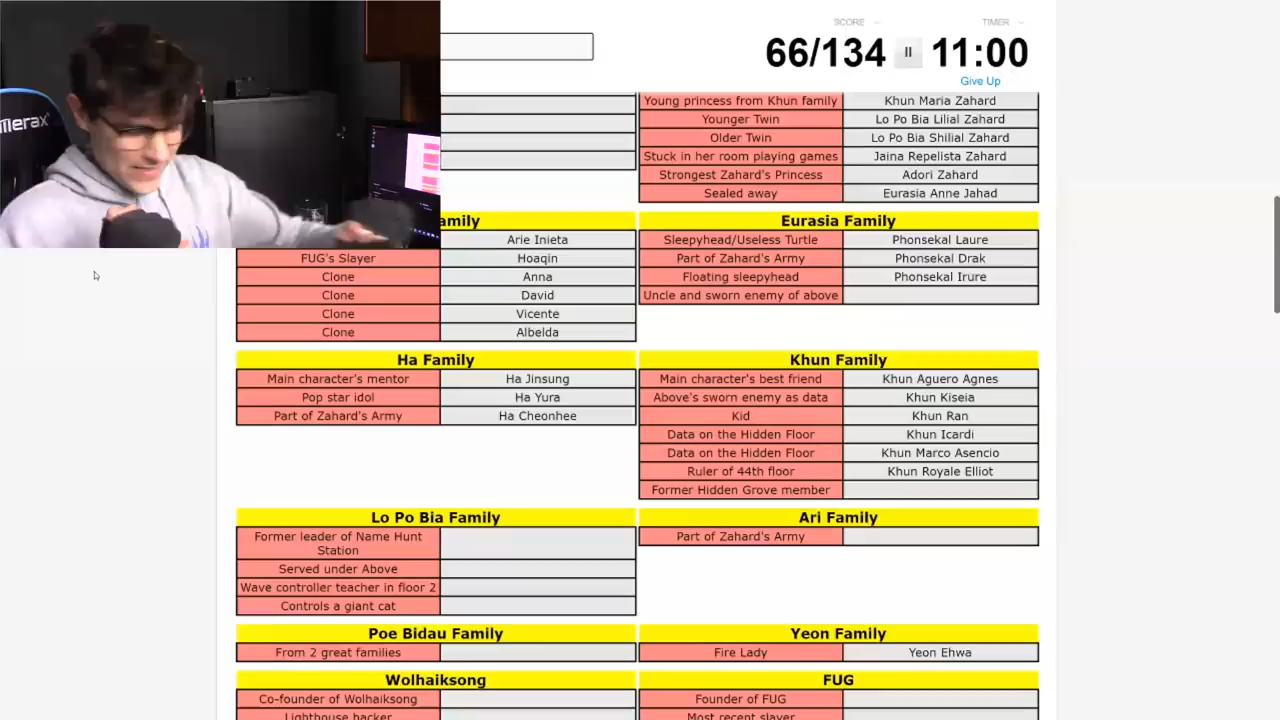 SCORE
TIMER
66/134
II
11:00
Give Up
Young princess from Khun family Khun Maria Zahard
Younger Twin Lo Po Bia Lilial Zahard
Older Twin Lo Po Bia Shilial Zahard
Stuck in her room playing games Jaina Repelista Zahard
Strongest Zahard's Princess Adori Zahard
Sealed away Eurasia Anne Jahad
amily
Arie Inieta
FUG's Slayer Hoaqin
Clone Anna
Clone David
Clone Vicente
Clone Albelda
Eurasia Family
Sleepyhead/Useless Turtle Phonsekal Laure
Part of Zahard's Army Phonsekal Drak
Floating sleepyhead Phonsekal Irure
Uncle and sworn enemy of above
Ha Family
Main character's mentor Ha Jinsung
Pop star idol Ha Yura
Part of Zahard's Army Ha Cheonhee
Khun Family
Main character's best friend Khun Aguero Agnes
Above's sworn enemy as data Khun Kiseia
Kid Khun Ran
Data on the Hidden Floor Khun Icardi
Data on the Hidden Floor Khun Marco Asencio
Ruler of 44th floor Khun Royale Elliot
Former Hidden Grove member
Lo Po Bia Family
Former leader of Name Hunt
Station
Served under Above
Wave controller teacher in floor 2
Controls a giant cat
Ari Family
Part of Zahard's Army
Poe Bidau Family
From 2 great families
Yeon Family
Fire Lady Yeon Ehwa
Wolhaiksong
Co-founder of Wolhaiksong
Lighthouse hacker
FUG
Founder of FUG
Most recent slayer